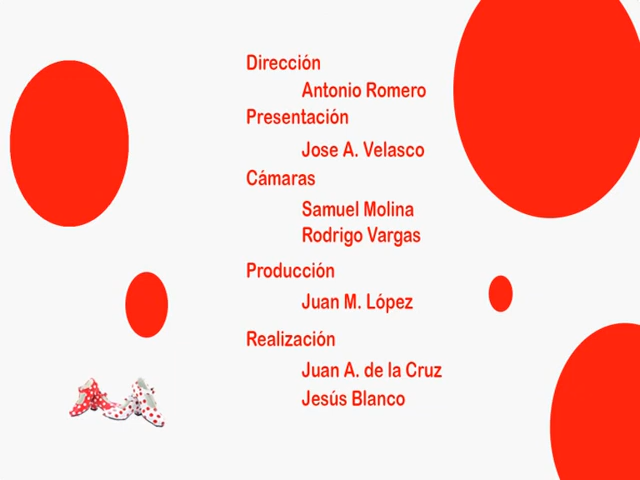 Dirección
Antonio Romero
Presentación
Jose A. Velasco
Cámaras
Samuel Molina
Rodrigo Vargas
Producción
Juan M. López
Realización
Juan A. de la Cruz
Jesús Blanco